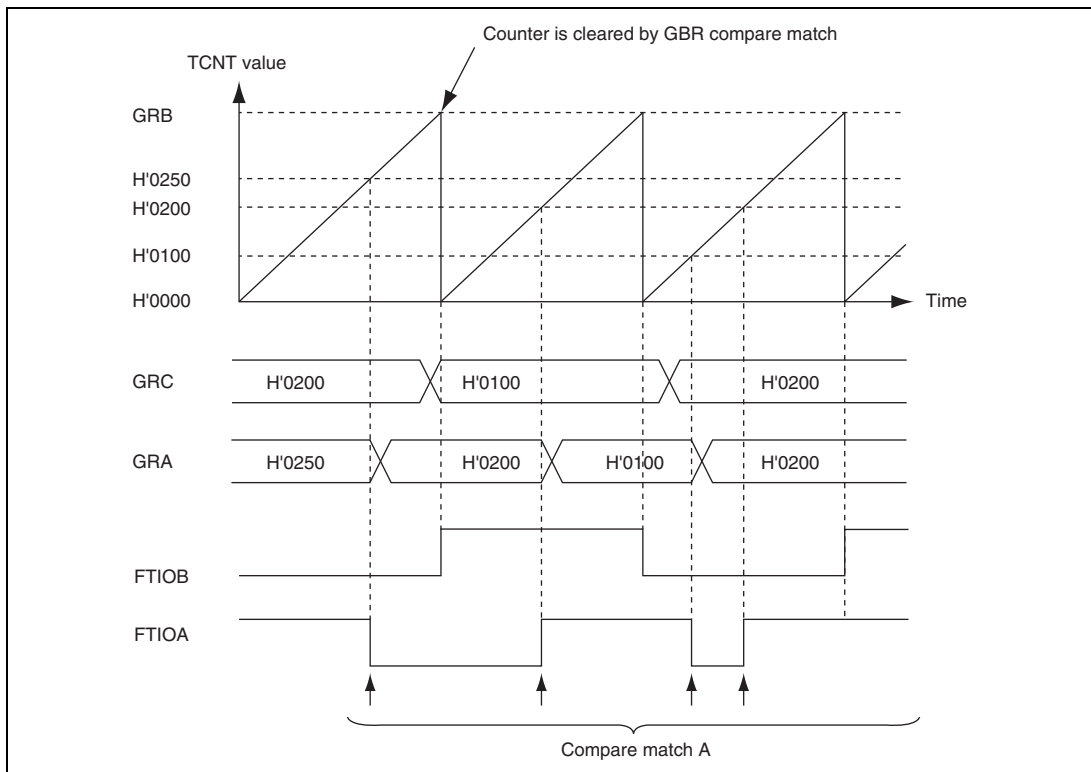 Counter is cleared by GBR compare match
TCNT value
GRB
H'0250
H'0200
H'0100
H'0000
Time
GRC
H'0200
H'0100
H'0200
GRA
H'0250
H'0200
H'0100
H'0200
FTIOB
FTIOA
Compare match A